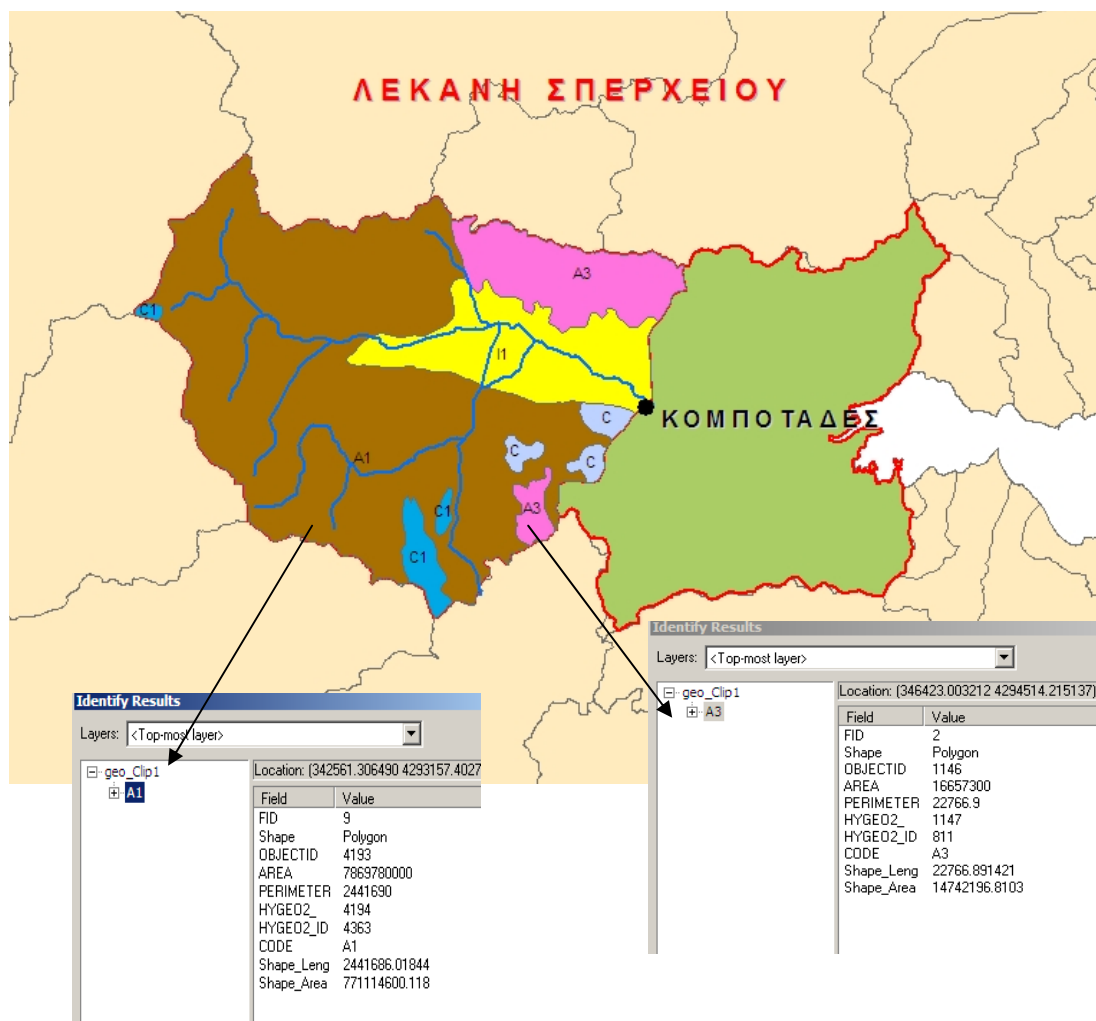 ΛΕΚΑΝΗ ΣΠΕΡΧΕΙΟΥ
A3
C1
I1
ΚΟΜΠΟΤΑΔΕΣ
C
C
C
A1
A3
C1
C1
Identify Results
Layers: <Top-most layer>
geo_Clip1
A3
Location: (346423.003212 4294514.215137)
Field Value
FID 2
Shape Polygon
OBJECTID 1146
AREA 16657300
PERIMETER 22766.9
HYGEO2_ 1147
HYGEO2_ID 811
CODE A3
Shape_Leng 22766.891421
Shape_Area 14742196.8103
Identify Results
Layers: <Top-most layer>
geo_Clip1
A1
Location: (342561.306490 4293157.4027
Field Value
FID 9
Shape Polygon
OBJECTID 4193
AREA 7869780000
PERIMETER 2441690
HYGEO2_ 4194
HYGEO2_ID 4363
CODE A1
Shape_Leng 2441686.01844
Shape_Area 771114600.118